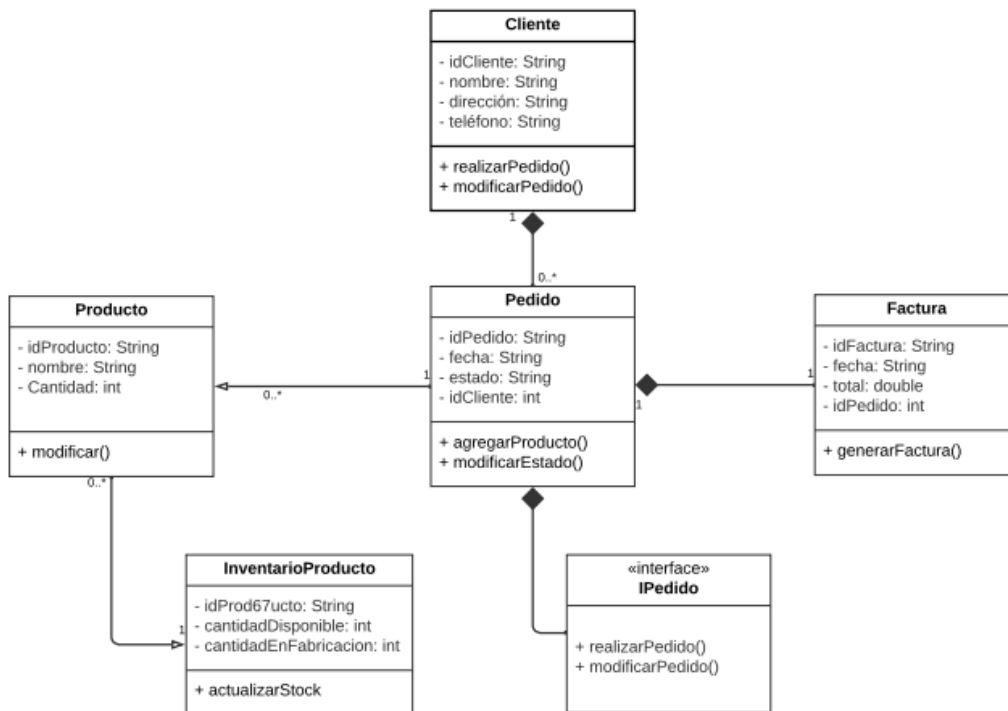 Cliente
- idCliente: String
- nombre: String
- dirección: String
- teléfono: String
+ realizarPedido()
+ modificarPedido()
1
0..*
Producto
- idProducto: String
- nombre: String
- Cantidad: int
+ modificar()
0..*
1
Pedido
- idPedido: String
- fecha: String
- estado: String
- idCliente: int
+ agregarProducto()
+ modificarEstado()
1
1
Factura
- idFactura: String
- fecha: String
- total: double
- idPedido: int
+ generarFactura()
0..*
1
InventarioProducto
- idProd67ucto: String
- cantidadDisponible: int
- cantidadEnFabricacion: int
+ actualizarStock
«interface»
IPedido
+ realizarPedido()
+ modificarPedido()